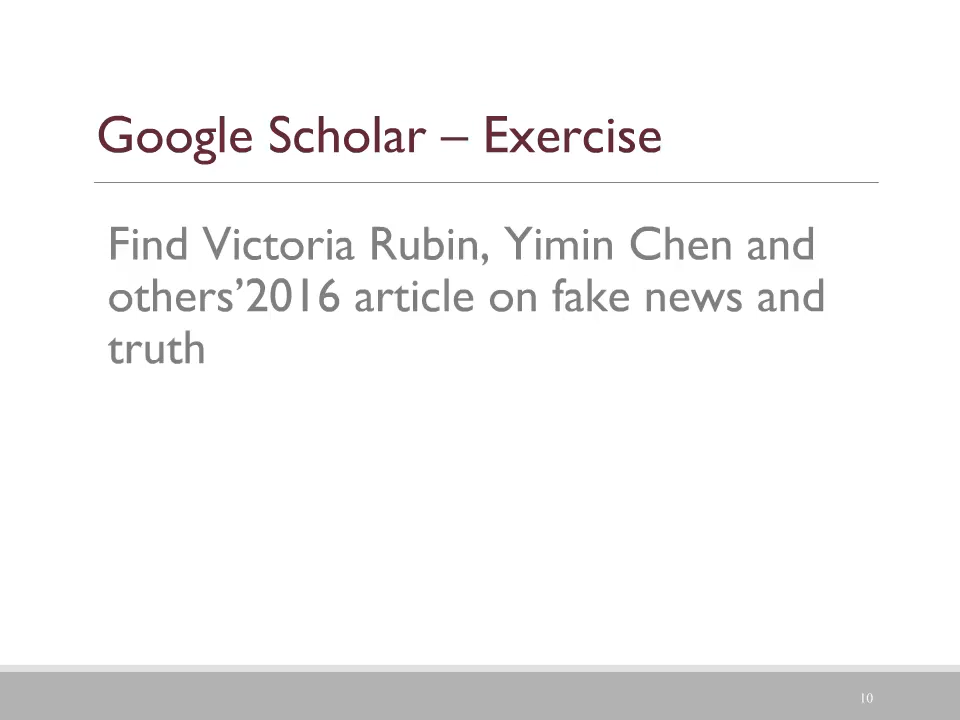 Google Scholar – Exercise
Find Victoria Rubin, Yimin Chen and
others’2016 article on fake news and
truth
10